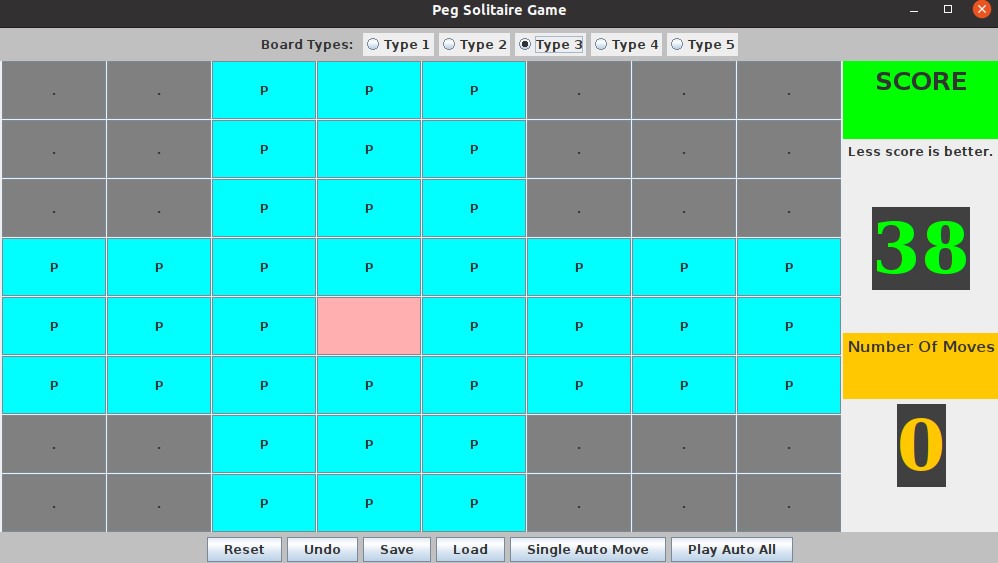 Peg Solitaire Game
Board Types: Type 1 Type 2 Type 3 Type 4 Type 5
. . P P P . . .
. . P P P . . .
. . P P P . . .
P P P P P P P P
P P P P P P P
P P P P P P P P
. . P P P . . .
. . P P P . . .
SCORE
Less score is better.
38
Number Of Moves
0
Reset Undo Save Load Single Auto Move Play Auto All